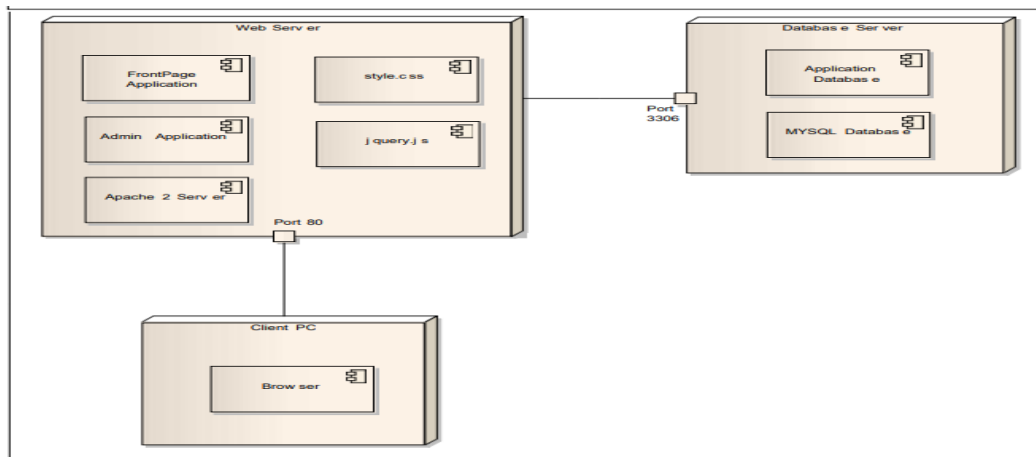 Web Server
FrontPage
Application
style.css
Admin Application
jquery.js
Apache 2 Server
Port 80
Database Server
Application
Database
Port
3306
MYSQL Database
Client PC
Browser